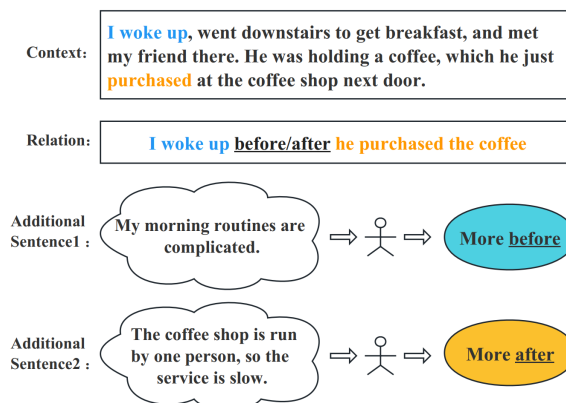 Context:
I woke up, went downstairs to get breakfast, and met
my friend there. He was holding a coffee, which he just
purchased at the coffee shop next door.
Relation:
I woke up before/after he purchased the coffee
Additional
Sentence1 :
My morning routines are
complicated.
More before
Additional
Sentence2 :
The coffee shop is run
by one person, so the
service is slow.
More after